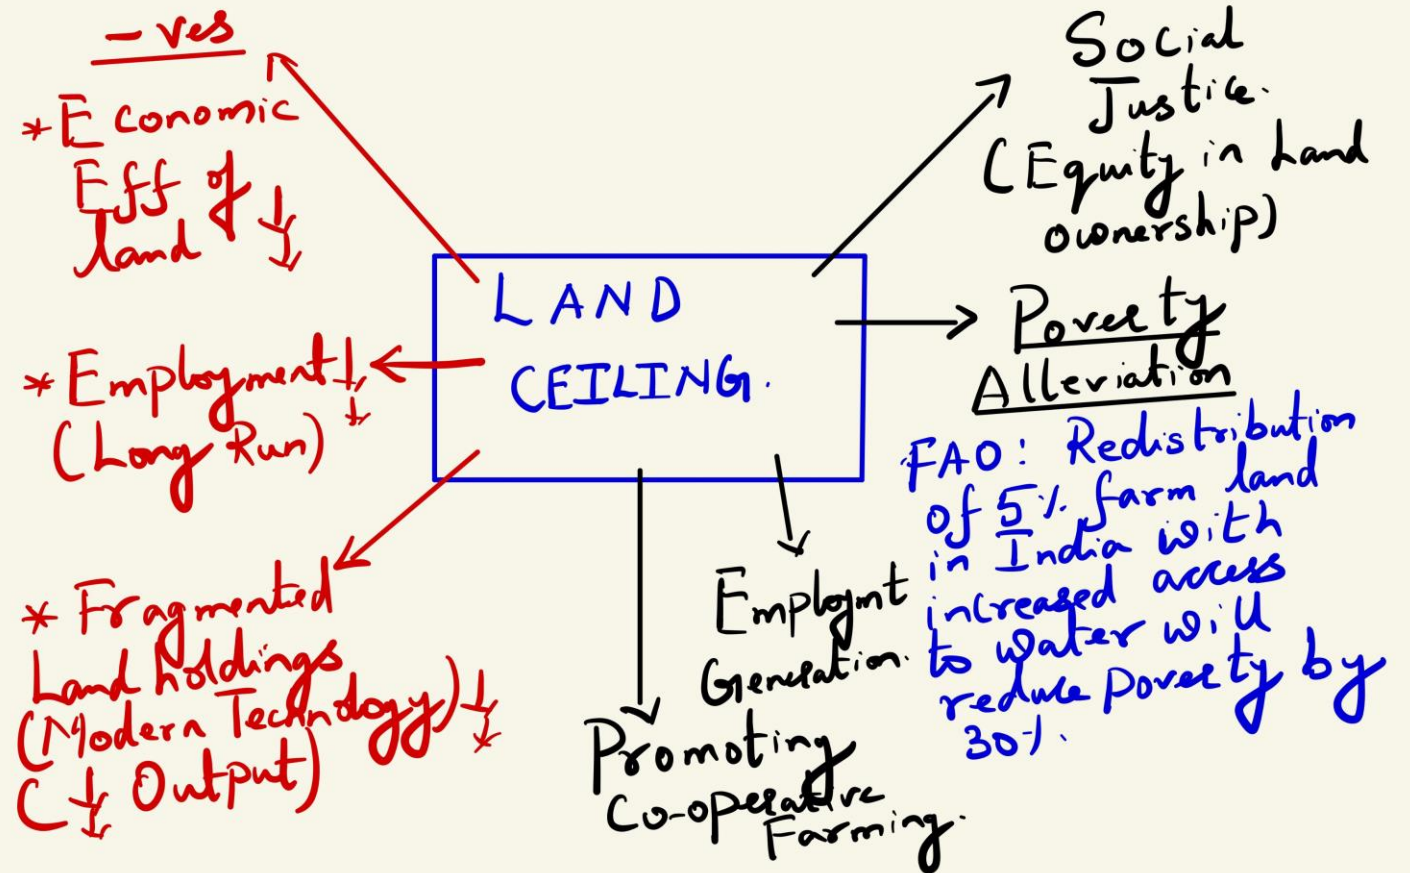 - ves
* Economic
Eff of ↓
land
* Employment ↓
(Long Run)
* Fragmented
Land holdings
(Modern Technology) ↓
(↓ Output)
LAND
CEILING.
Social
Justice.
(Equity in Land
ownership)
Poverty
Alleviation
FAO: Redistribution
of 5% farm land
in India with
increased access
to water will
reduce poverty by
30%.
Employmt
Generation.
Promoting
Co-operative
Farming.